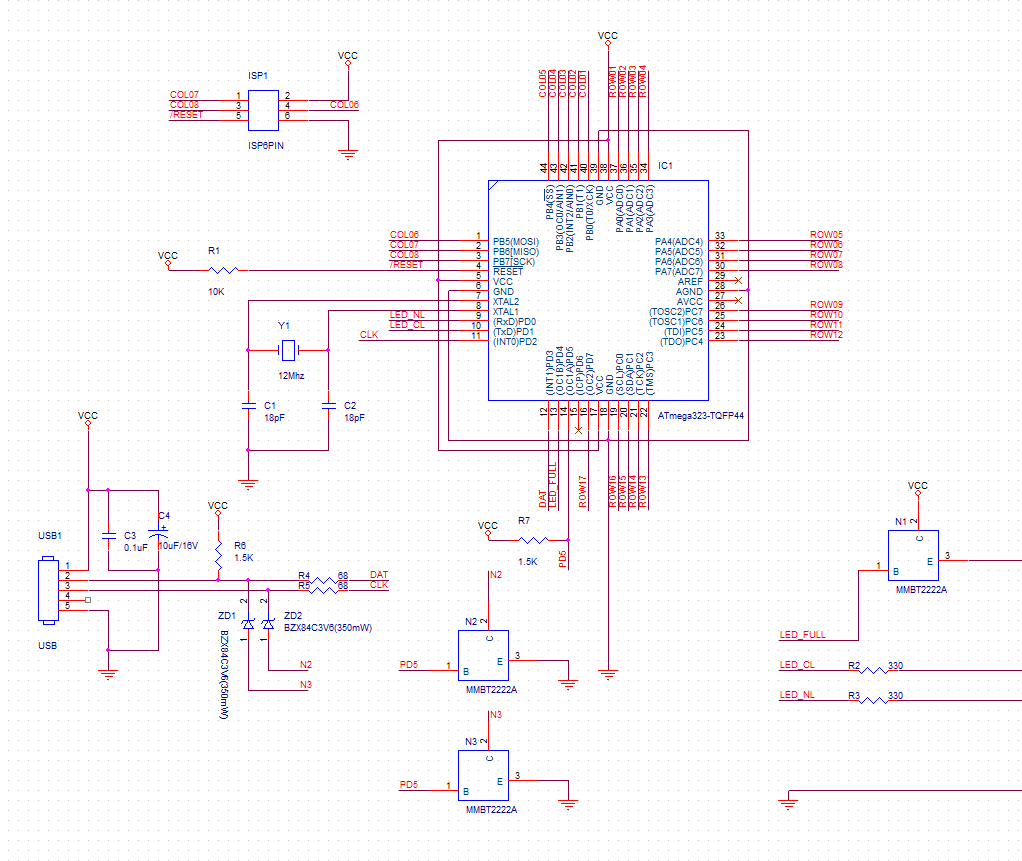 VCC
ISP1
COL07 1 2
COL08 3 4 COL06
/RESET 5 6
ISP6PIN
VCC
COL05
COL04
COL03
COL02
COL01
ROW01
ROW02
ROW03
ROW04
44
43
42
41
40
39
38
37
36
35
34
IC1
PB4(SS)
PB3(OC0/AIN1)
PB2(INT2/AIN0)
PB1(T1)
PB0(T0/XCK)
GND
VCC
PA0(ADC0)
PA1(ADC1)
PA2(ADC2)
PA3(ADC3)
COL06 1 PB5(MOSI)
COL07 2 PB6(MISO)
COL08 3 PB7(SCK)
/RESET 4 RESET
5 VCC
6 GND
7 XTAL2
8 XTAL1
LED_NL 9 (RxD)PD0
LED_CL 10 (TxD)PD1
CLK 11 (INT0)PD2
PA4(ADC4) 33 ROW05
PA5(ADC5) 32 ROW06
PA6(ADC6) 31 ROW07
PA7(ADC7) 30 ROW08
AREF 29
AGND 28
AVCC 27
(TOSC2)PC7 26 ROW09
(TOSC1)PC6 25 ROW10
(TDI)PC5 24 ROW11
(TDO)PC4 23 ROW12
(INT1)PD3
(OC1B)PD4
(OC1A)PD5
(ICP)PD6
(OC2)PD7
VCC
GND
(SCL)PC0
(SDA)PC1
(TCK)PC2
(TMS)PC3
12
13
14
15
16
17
18
19
20
21
22
ATmega323-TQFP44
DAT
LED_FULL
ROW17
ROW16
ROW15
ROW14
ROW13
VCC
R1
10K
Y1
12Mhz
C1
18pF
C2
18pF
VCC
C3
0.1uF
C4
+
10uF/16V
VCC
R6
1.5K
USB1
1
2
3
4
5
USB
R4 68 DAT
R5 68 CLK
2
2
ZD1
1
1
ZD2
BZX84C3V6(350mW)
BZX84C3V6(350mW)
N2
N3
VCC
R7
1.5K
PD5
N2
N2 2
C
PD5 1 B
E 3
MMBT2222A
N3
N3 2
C
PD5 1 B
E 3
MMBT2222A
VCC
N1 2
C
1 B
E 3
MMBT2222A
LED_FULL
LED_CL R2 330
LED_NL R3 330